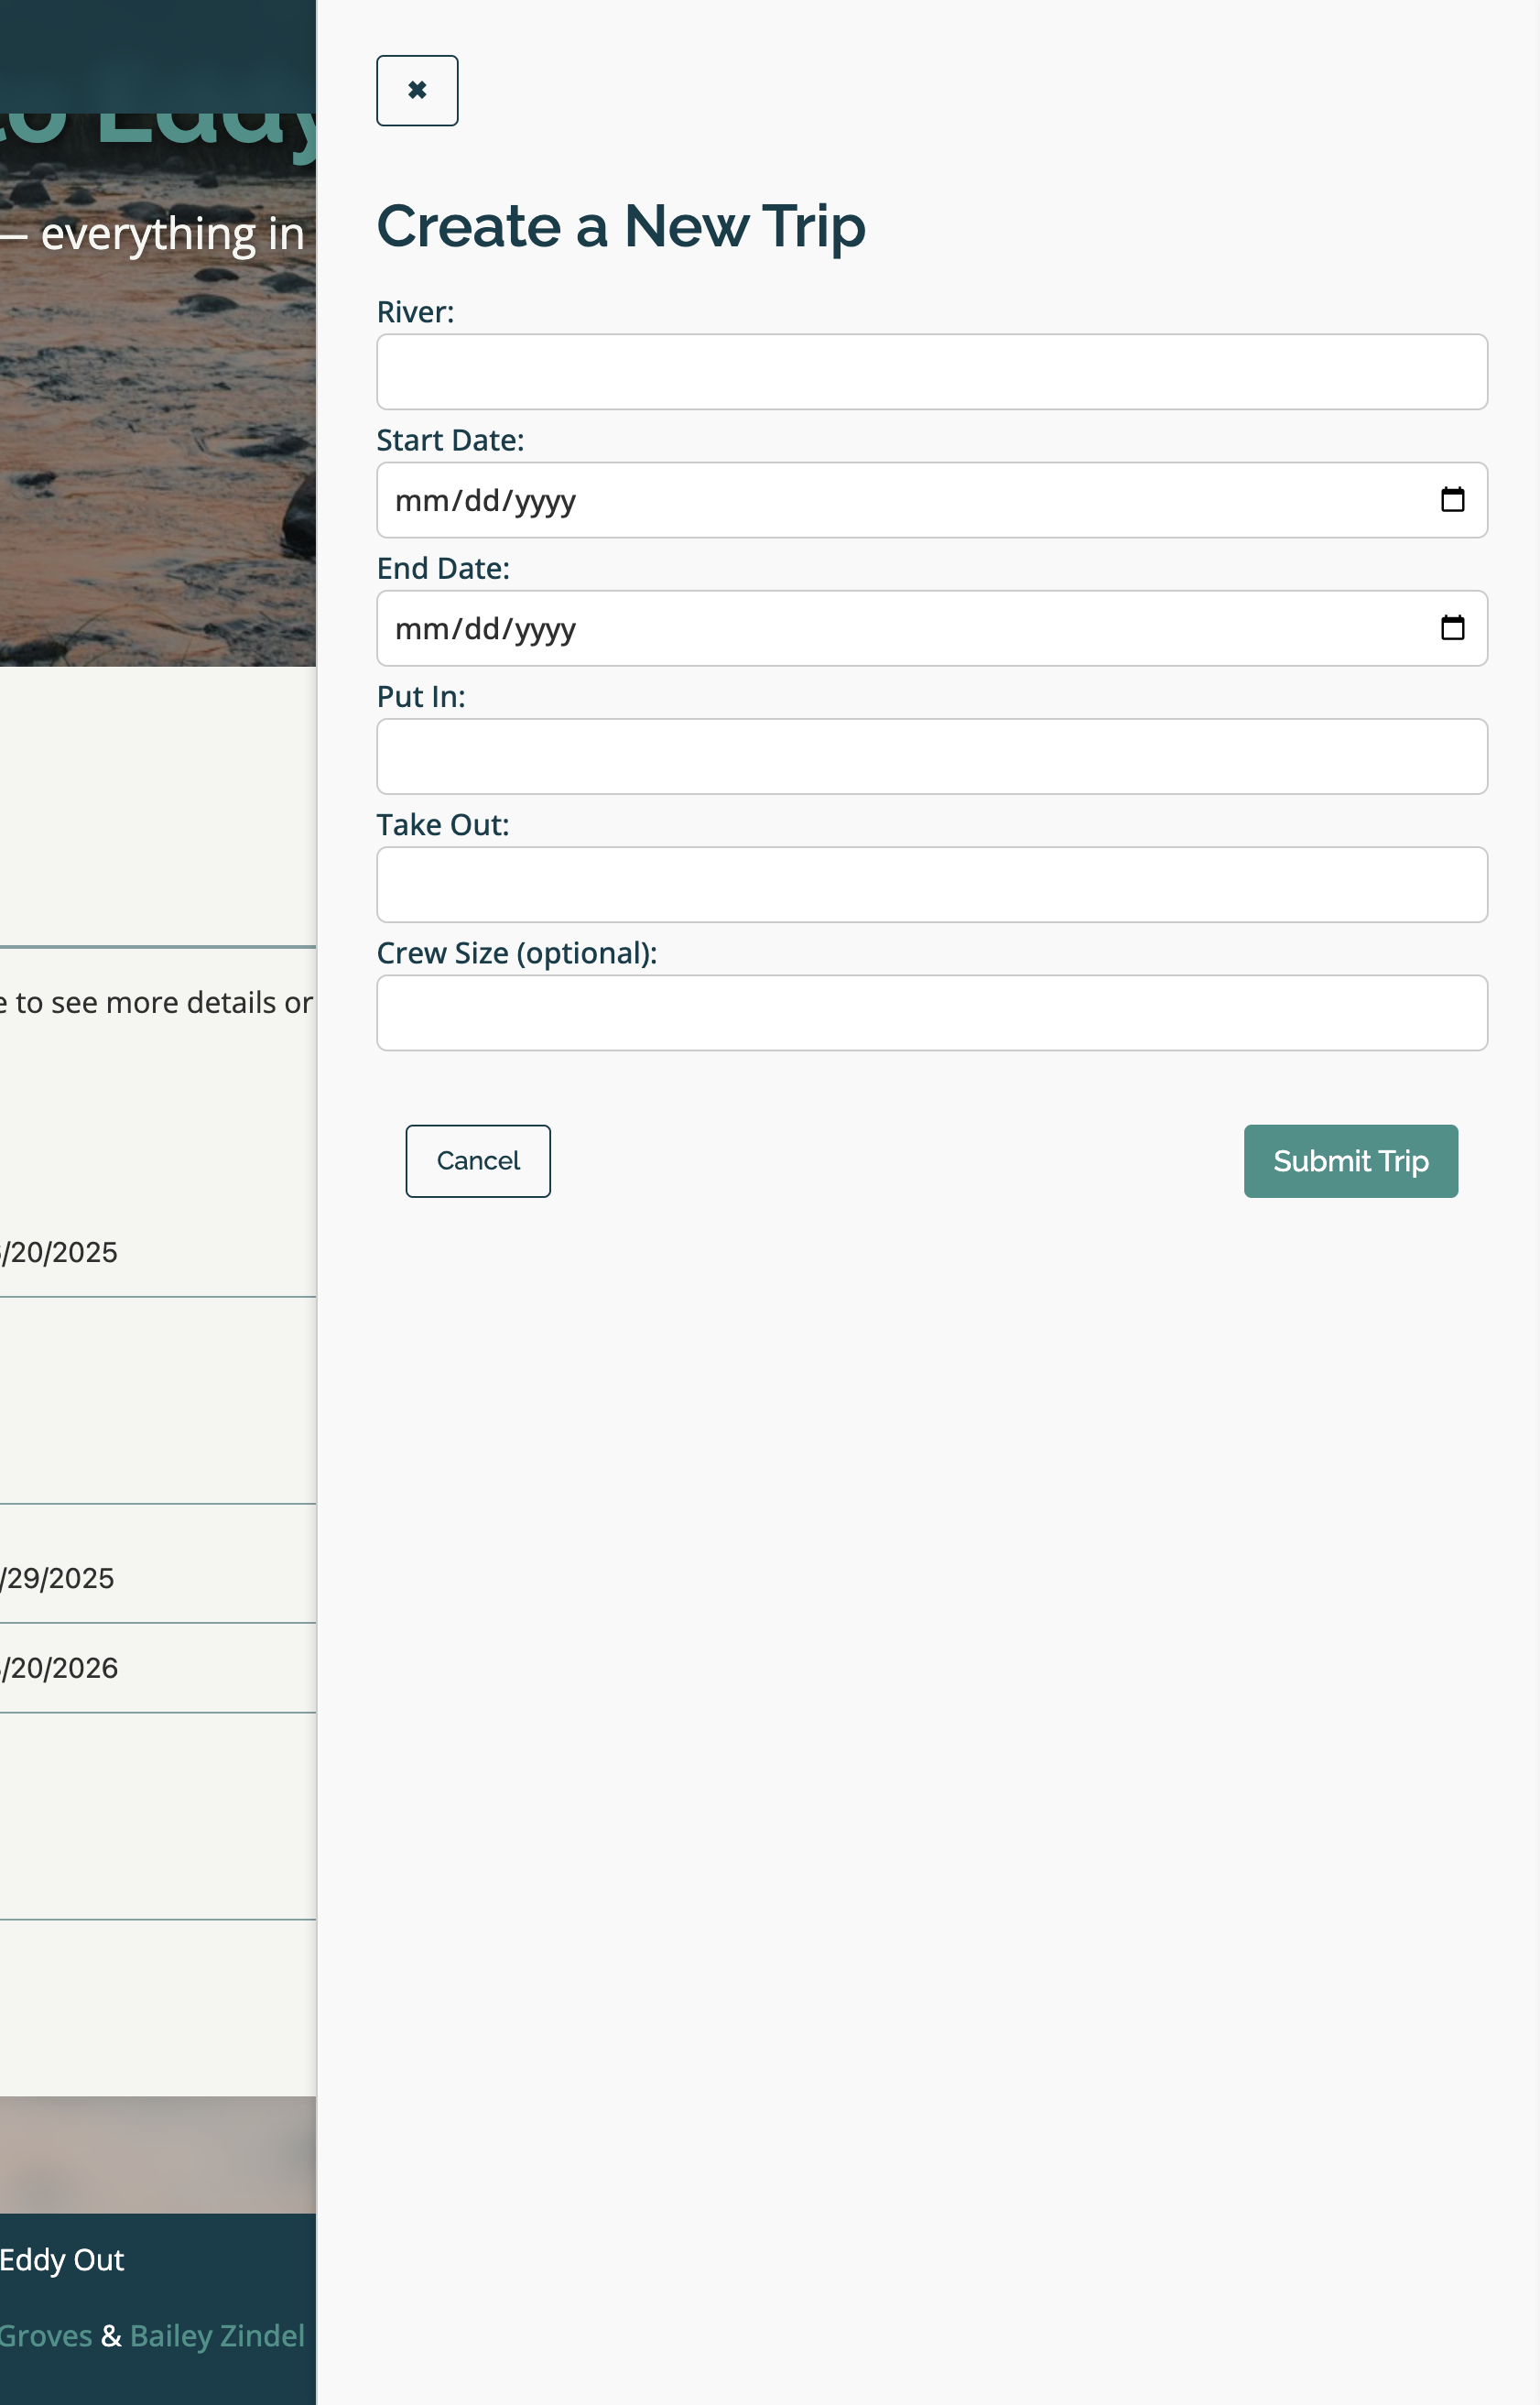 to Eddy
— everything in
e to see more details or
/20/2025
/29/2025
/20/2026
Eddy Out
Groves & Bailey Zindel
✖
Create a New Trip
River:
Start Date:
mm/dd/yyyy
End Date:
mm/dd/yyyy
Put In:
Take Out:
Crew Size (optional):
Cancel
Submit Trip